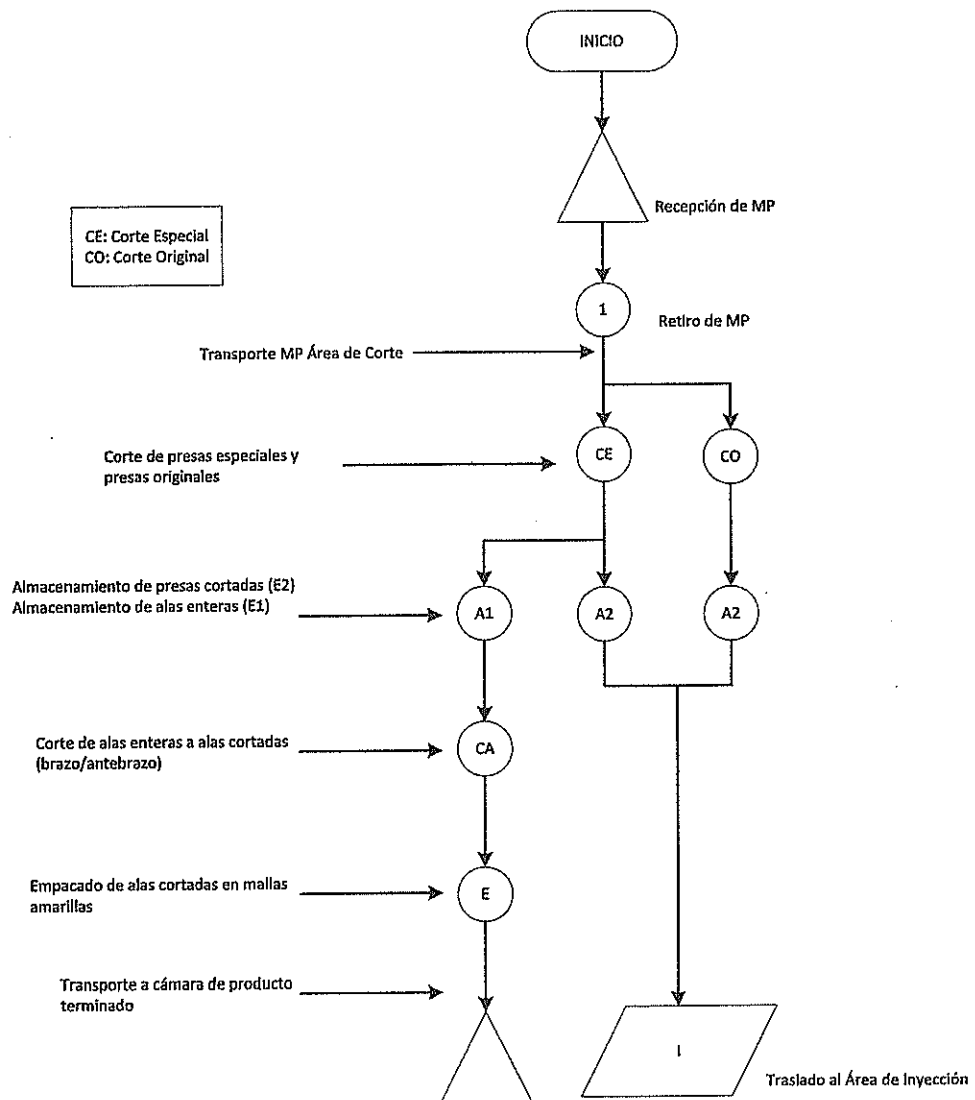 INICIO
Recepción de MP
CE: Corte Especial
CO: Corte Original
1
Retiro de MP
Transporte MP Área de Corte
Corte de presas especiales y
presas originales
CE
CO
Almacenamiento de presas cortadas (E2)
Almacenamiento de alas enteras (E1)
A1
A2
A2
Corte de alas enteras a alas cortadas
(brazo/antebrazo)
CA
Empacado de alas cortadas en mallas
amarillas
E
Transporte a cámara de producto
terminado
I
Traslado al Área de Inyección